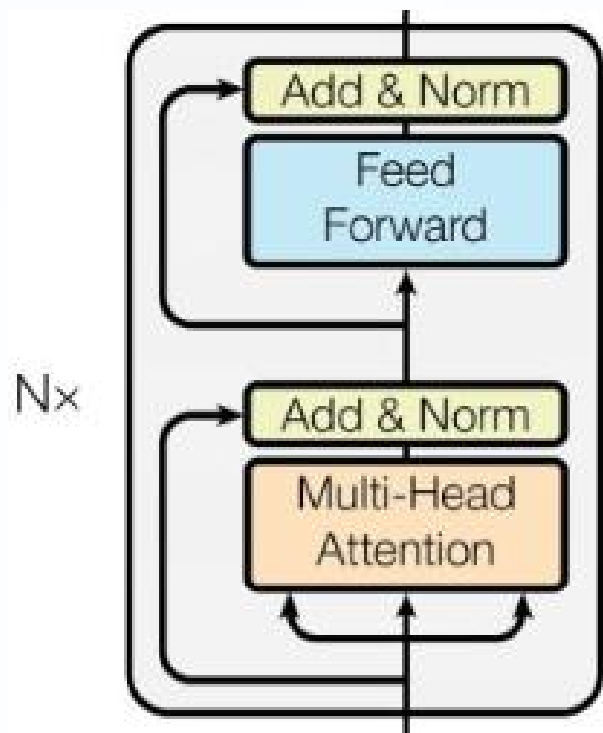 Add & Norm
Feed
Forward
Nx
Add & Norm
Multi-Head
Attention